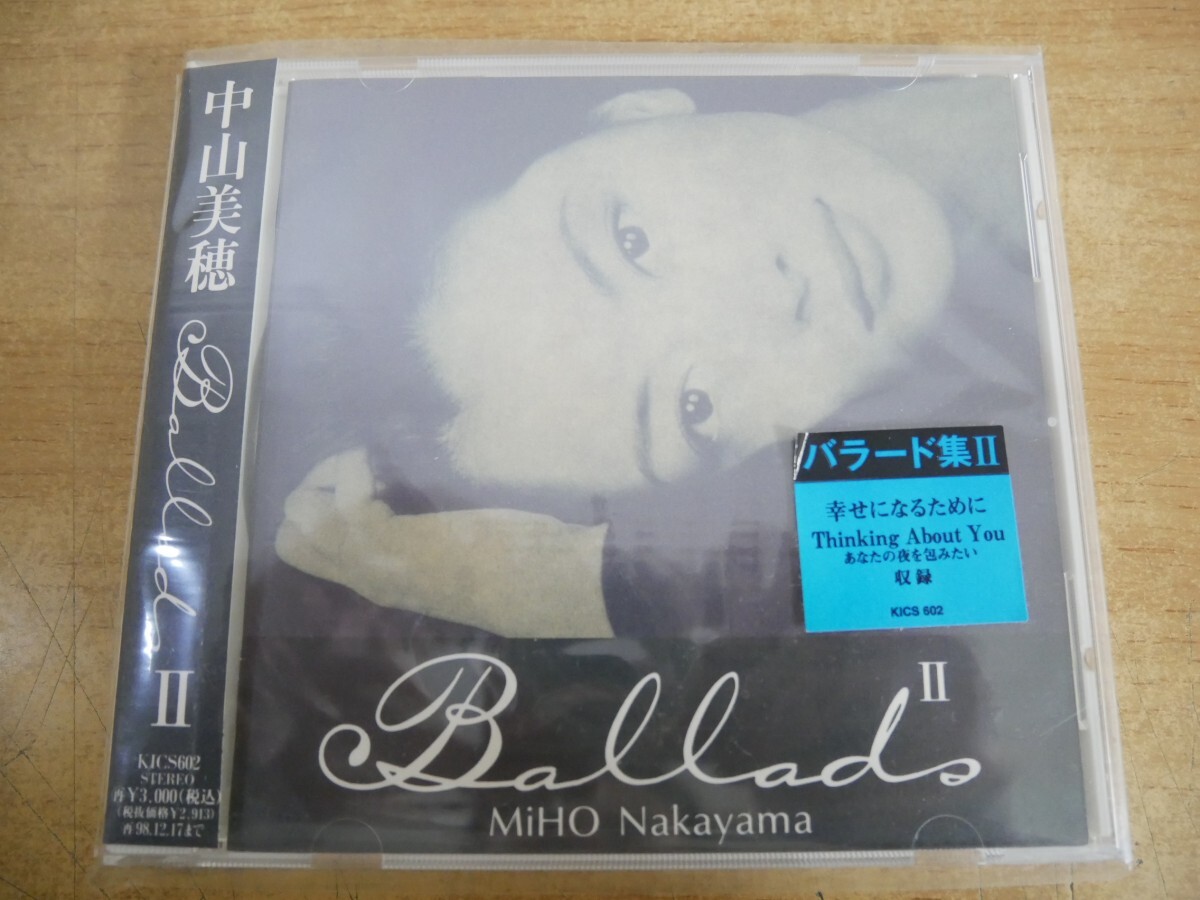 中山美穂
Ballads II
KICS602
STEREO
再¥3,000(税込)
(税抜価格¥2,913)
再98.12.17まで
バラード集II
幸せになるために
Thinking About You
あなたの夜を包みたい
収録
KICS 602
Ballads II
MiHO Nakayama